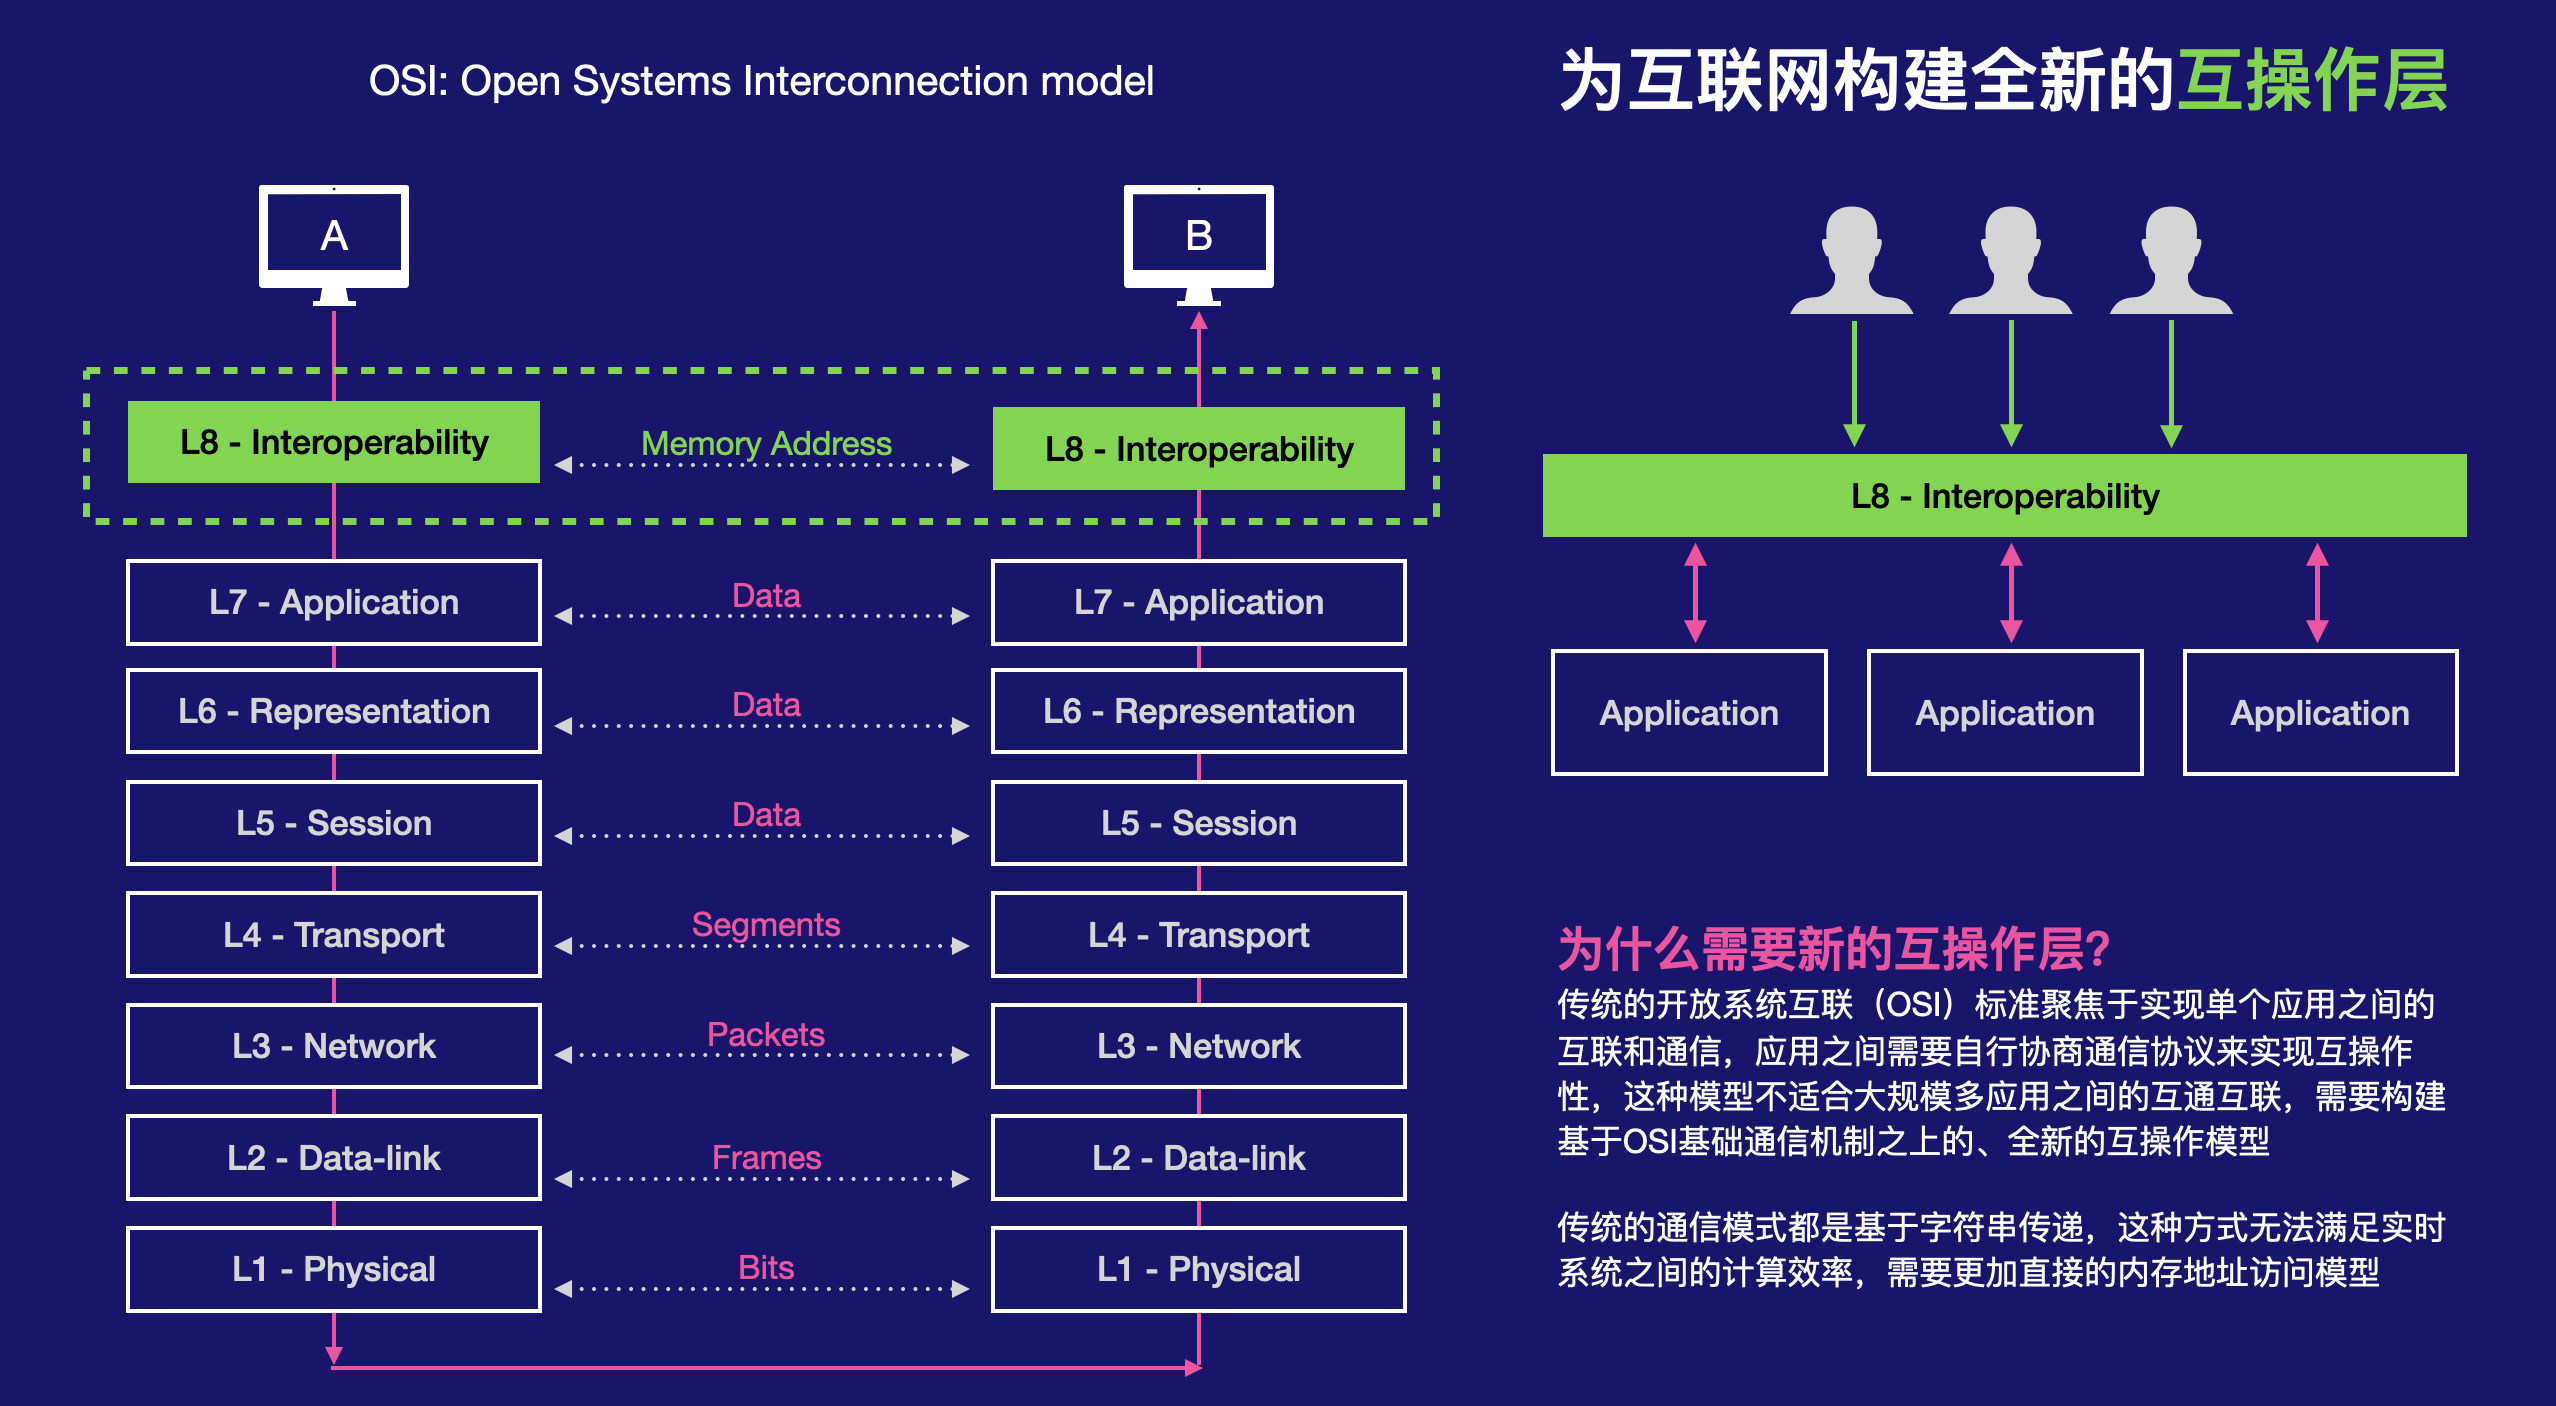 OSI: Open Systems Interconnection model
A
B
L8 - Interoperability
Memory Address
L8 - Interoperability
L7 - Application
Data
L7 - Application
L6 - Representation
Data
L6 - Representation
L5 - Session
Data
L5 - Session
L4 - Transport
Segments
L4 - Transport
L3 - Network
Packets
L3 - Network
L2 - Data-link
Frames
L2 - Data-link
L1 - Physical
Bits
L1 - Physical
为互联网构建全新的互操作层
L8 - Interoperability
Application
Application
Application
为什么需要新的互操作层?
传统的开放系统互联（OSI）标准聚焦于实现单个应用之间的
互联和通信，应用之间需要自行协商通信协议来实现互操作
性，这种模型不适合大规模多应用之间的互通互联，需要构建
基于OSI基础通信机制之上的、全新的互操作模型
传统的通信模式都是基于字符串传递，这种方式无法满足实时
系统之间的计算效率，需要更加直接的内存地址访问模型